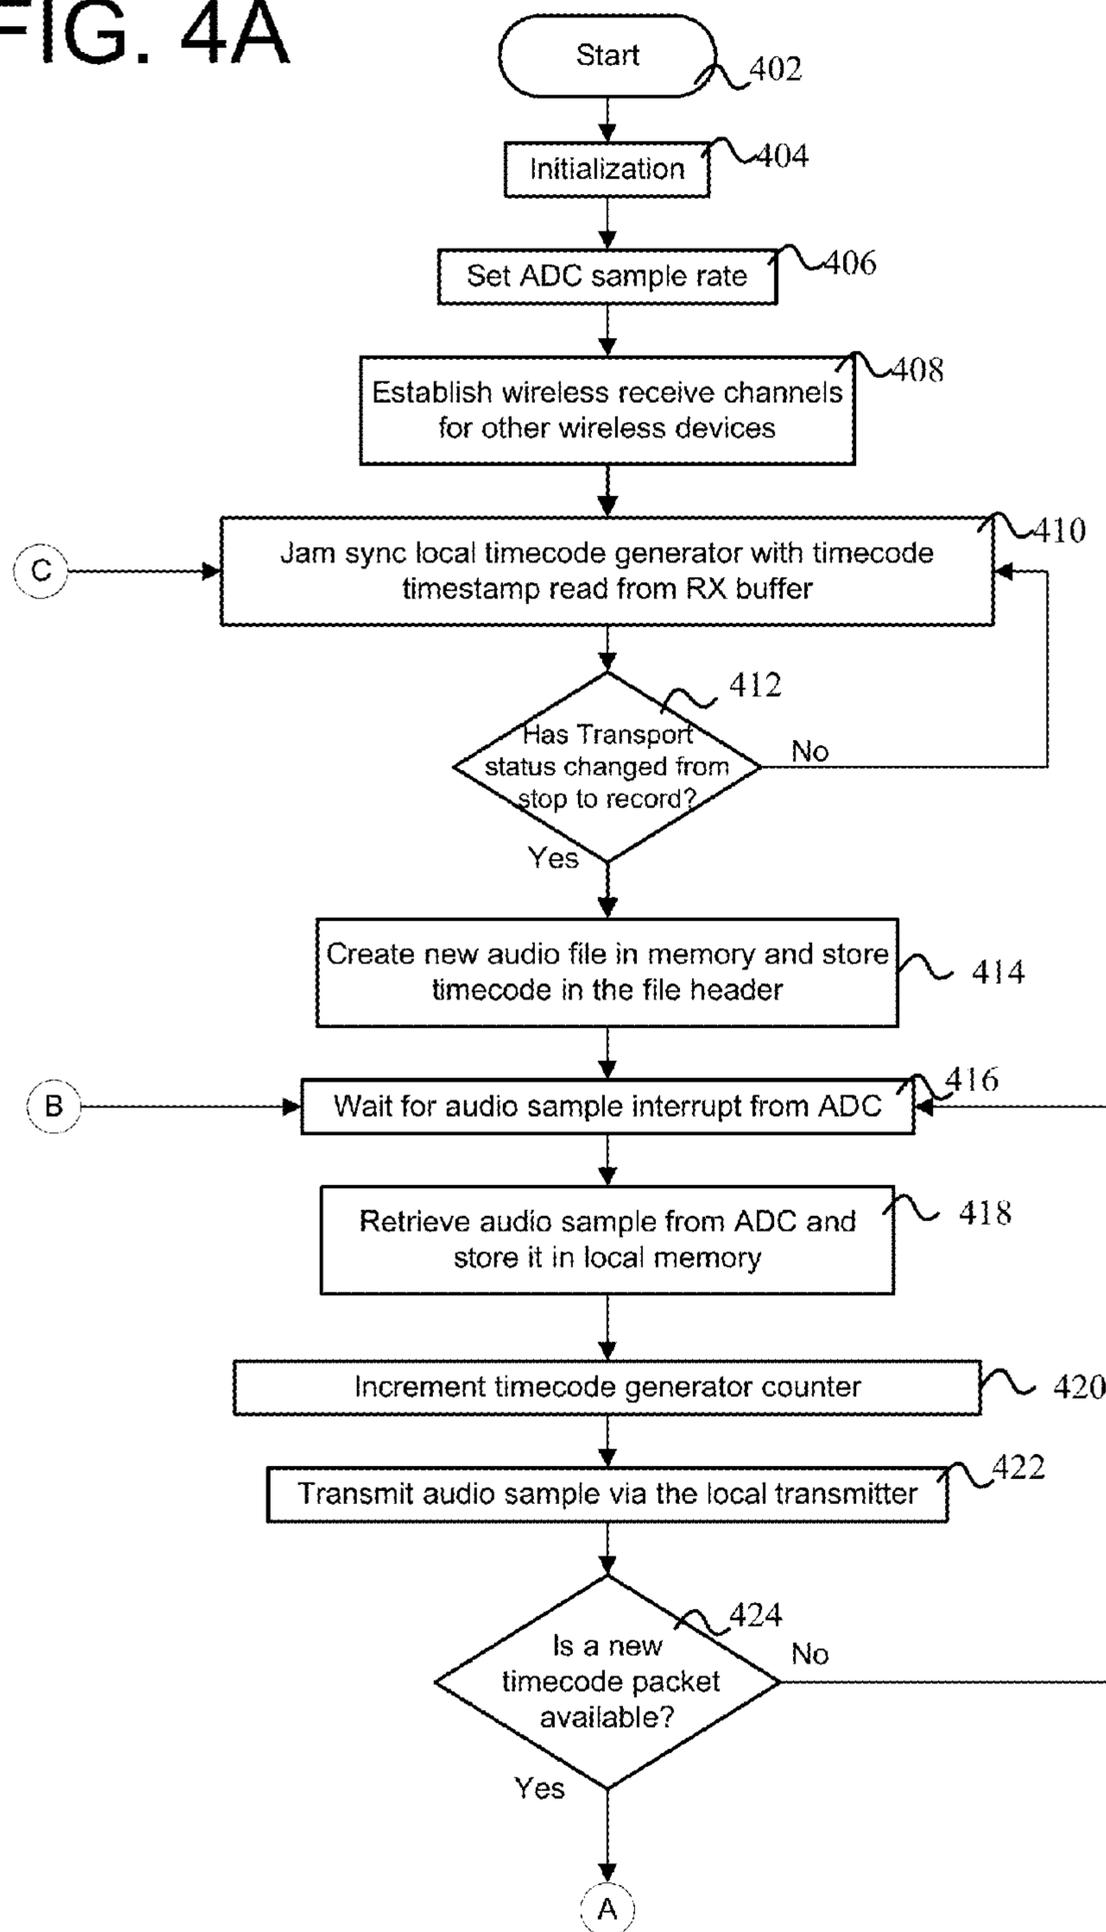 FIG. 4A
Start
402
Initialization
404
Set ADC sample rate
406
Establish wireless receive channels
for other wireless devices
408
C
Jam sync local timecode generator with timecode
timestamp read from RX buffer
410
412
Has Transport
status changed from
stop to record?
No
Yes
Create new audio file in memory and store
timecode in the file header
414
B
Wait for audio sample interrupt from ADC
416
Retrieve audio sample from ADC and
store it in local memory
418
Increment timecode generator counter
420
Transmit audio sample via the local transmitter
422
424
Is a new
timecode packet
available?
No
Yes
A